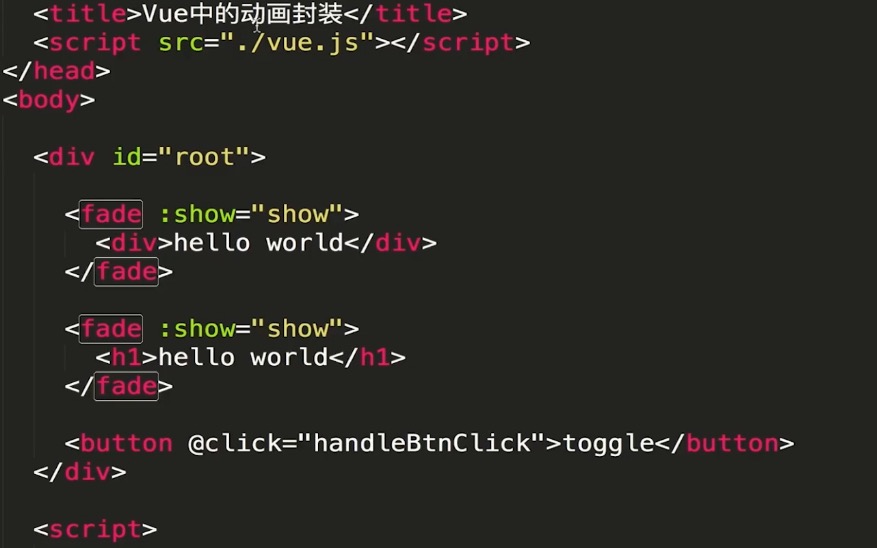 <title>Vue中的动画封装</title>
<script src="./vue.js"></script>
</head>
<body>
<div id="root">
<fade :show="show">
<div>hello world</div>
</fade>
<fade :show="show">
<h1>hello world</h1>
</fade>
<button @click="handleBtnClick">toggle</button>
</div>
<script>